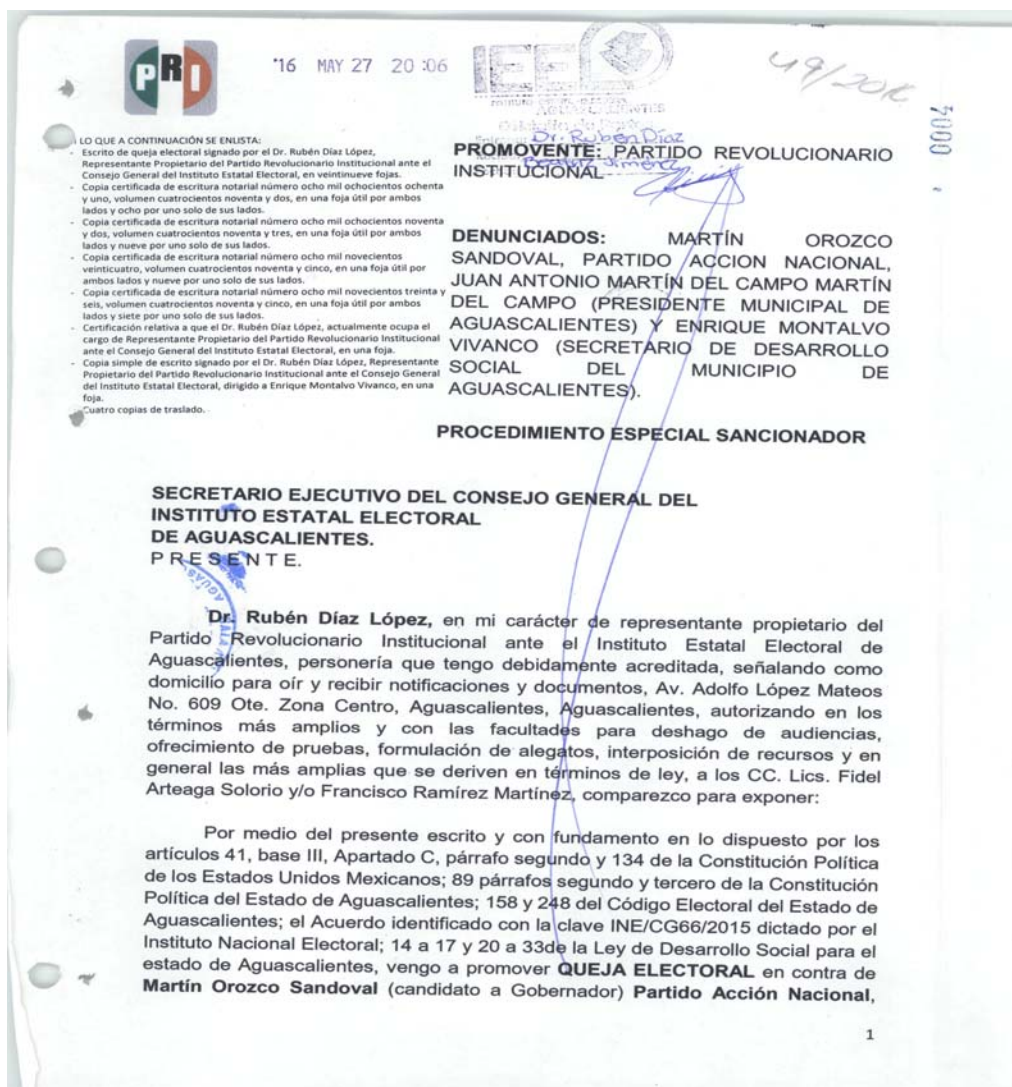 PRI
'16 MAY 27 20:06
IEE
AGUASCALIENTES
49/2016
0004
LO QUE A CONTINUACIÓN SE ENLISTA:
- Escrito de queja electoral signado por el Dr. Rubén Díaz López,
Representante Propietario del Partido Revolucionario Institucional ante el
Consejo General del Instituto Estatal Electoral, en veintinueve fojas.
- Copia certificada de escritura notarial número ocho mil ochocientos ochenta
y uno, volumen cuatrocientos noventa y dos, en una foja útil por ambos
lados y ocho por uno solo de sus lados.
- Copia certificada de escritura notarial número ocho mil ochocientos noventa
y dos, volumen cuatrocientos noventa y tres, en una foja útil por ambos
lados y nueve por uno solo de sus lados.
- Copia certificada de escritura notarial número ocho mil novecientos
veinticuatro, volumen cuatrocientos noventa y cinco, en una foja útil por
ambos lados y nueve por uno solo de sus lados.
- Copia certificada de escritura notarial número ocho mil novecientos treinta y
seis, volumen cuatrocientos noventa y cinco, en una foja útil por ambos
lados y siete por uno solo de sus lados.
- Certificación relativa a que el Dr. Rubén Díaz López, actualmente ocupa el
cargo de Representante Propietario del Partido Revolucionario Institucional
ante el Consejo General del Instituto Estatal Electoral, en una foja.
- Copia simple de escrito signado por el Dr. Rubén Díaz López, Representante
Propietario del Partido Revolucionario Institucional ante el Consejo General
del Instituto Estatal Electoral, dirigido a Enrique Montalvo Vivanco, en una
foja.
Cuatro copias de traslado.
Dr. Rubén Díaz
Beatriz Jiménez
PROMOVENTE: PARTIDO REVOLUCIONARIO
INSTITUCIONAL
DENUNCIADOS: MARTÍN OROZCO
SANDOVAL, PARTIDO ACCION NACIONAL,
JUAN ANTONIO MARTÍN DEL CAMPO MARTÍN
DEL CAMPO (PRESIDENTE MUNICIPAL DE
AGUASCALIENTES) Y ENRIQUE MONTALVO
VIVANCO (SECRETARIO DE DESARROLLO
SOCIAL DEL MUNICIPIO DE
AGUASCALIENTES).
PROCEDIMIENTO ESPECIAL SANCIONADOR
SECRETARIO EJECUTIVO DEL CONSEJO GENERAL DEL
INSTITUTO ESTATAL ELECTORAL
DE AGUASCALIENTES.
P R E S E N T E.
Dr. Rubén Díaz López, en mi carácter de representante propietario del
Partido Revolucionario Institucional ante el Instituto Estatal Electoral de
Aguascalientes, personería que tengo debidamente acreditada, señalando como
domicilio para oír y recibir notificaciones y documentos, Av. Adolfo López Mateos
No. 609 Ote. Zona Centro, Aguascalientes, Aguascalientes, autorizando en los
términos más amplios y con las facultades para deshago de audiencias,
ofrecimiento de pruebas, formulación de alegatos, interposición de recursos y en
general las más amplias que se deriven en términos de ley, a los CC. Lics. Fidel
Arteaga Solorio y/o Francisco Ramírez Martínez, comparezco para exponer:
Por medio del presente escrito y con fundamento en lo dispuesto por los
artículos 41, base III, Apartado C, párrafo segundo y 134 de la Constitución Política
de los Estados Unidos Mexicanos; 89 párrafos segundo y tercero de la Constitución
Política del Estado de Aguascalientes; 158 y 248 del Código Electoral del Estado de
Aguascalientes; el Acuerdo identificado con la clave INE/CG66/2015 dictado por el
Instituto Nacional Electoral; 14 a 17 y 20 a 33de la Ley de Desarrollo Social para el
estado de Aguascalientes, vengo a promover QUEJA ELECTORAL en contra de
Martín Orozco Sandoval (candidato a Gobernador) Partido Acción Nacional,
1